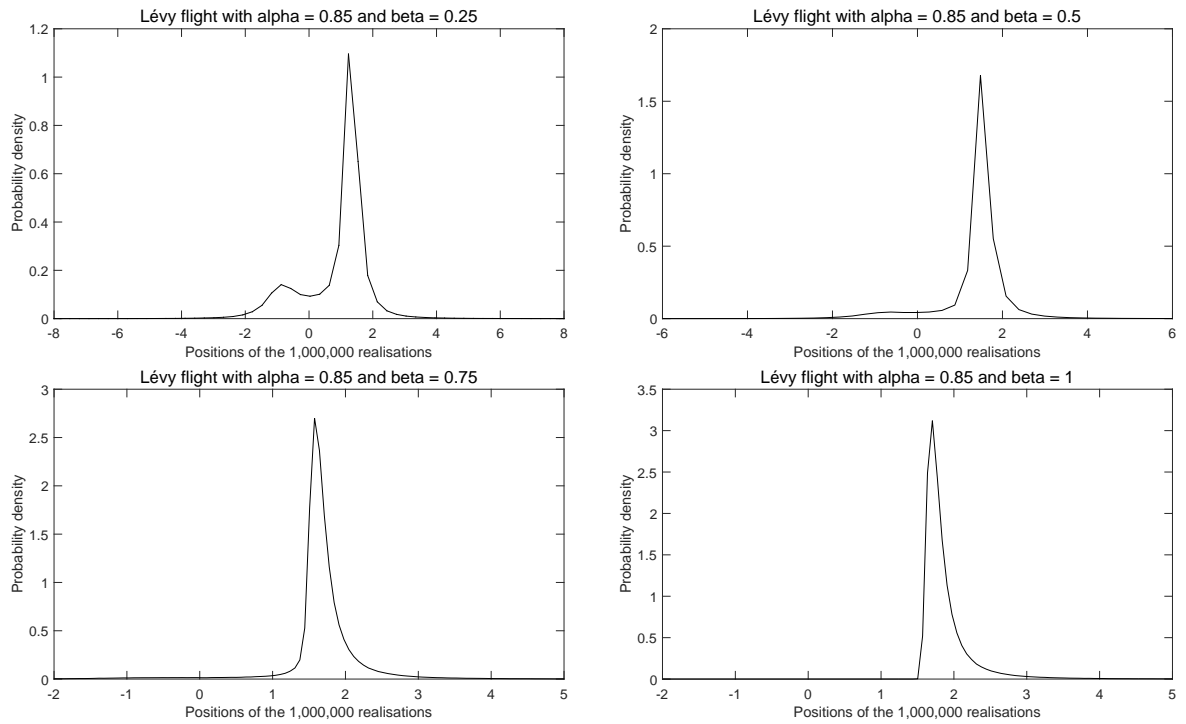 Lévy flight with alpha = 0.85 and beta = 0.25
Probability density
1.2
1
0.8
0.6
0.4
0.2
0
-8 -6 -4 -2 0 2 4 6 8
Positions of the 1,000,000 realisations
Lévy flight with alpha = 0.85 and beta = 0.5
Probability density
2
1.5
1
0.5
0
-6 -4 -2 0 2 4 6
Positions of the 1,000,000 realisations
Lévy flight with alpha = 0.85 and beta = 0.75
Probability density
3
2.5
2
1.5
1
0.5
0
-2 -1 0 1 2 3 4 5
Positions of the 1,000,000 realisations
Lévy flight with alpha = 0.85 and beta = 1
Probability density
3.5
3
2.5
2
1.5
1
0.5
0
-2 -1 0 1 2 3 4 5
Positions of the 1,000,000 realisations